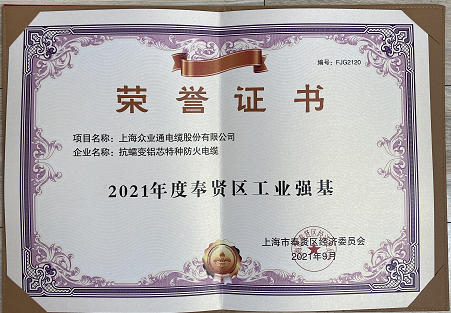 编号：FJG2120
荣誉证书
项目名称：上海众业通电缆股份有限公司
企业名称：抗蠕变铝芯特种防火电缆
2021年度奉贤区工业强基
上海市奉贤区经济委员会
2021年9月